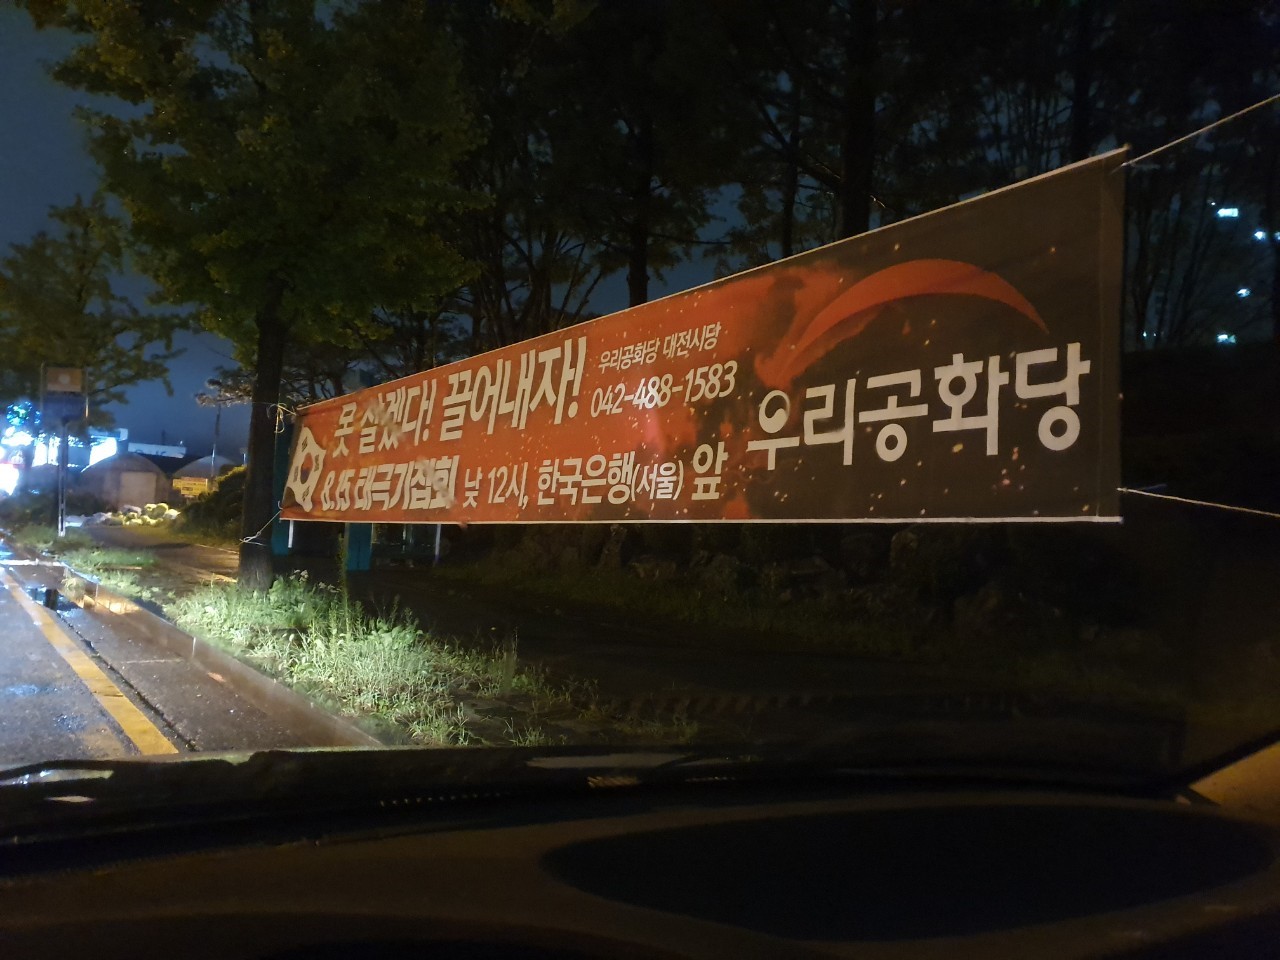 못 살겠다! 끌어내자!
우리공화당 대전시당
042-488-1583
8.15 태극기집회 낮 12시, 한국은행(서울) 앞
우리공화당